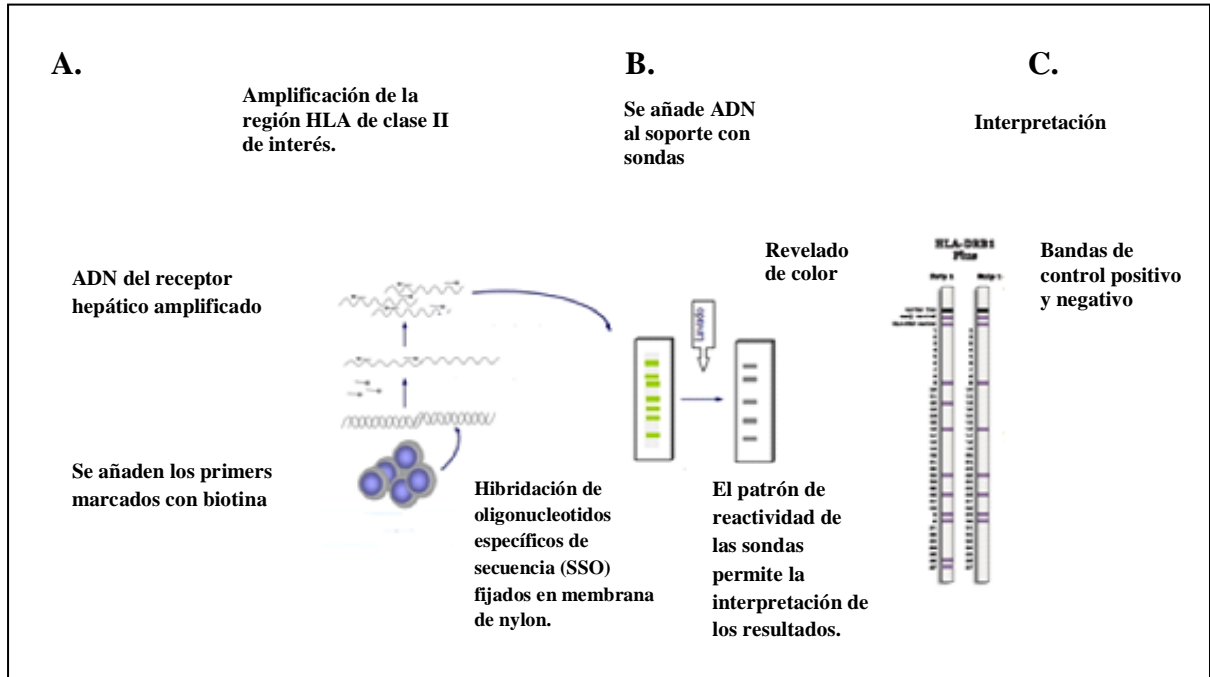 A.
B.
C.
Amplificación de la
región HLA de clase II
de interés.
Se añade ADN
al soporte con
sondas
Interpretación
ADN del receptor
hepático amplificado
Revelado
de color
HLA-DRB1
Plus
Bandas de
control positivo
y negativo
Lavado
Se añaden los primers
marcados con biotina
Hibridación de
oligonucleotidos
específicos de
secuencia (SSO)
fijados en membrana
de nylon.
El patrón de
reactividad de
las sondas
permite la
interpretación de
los resultados.